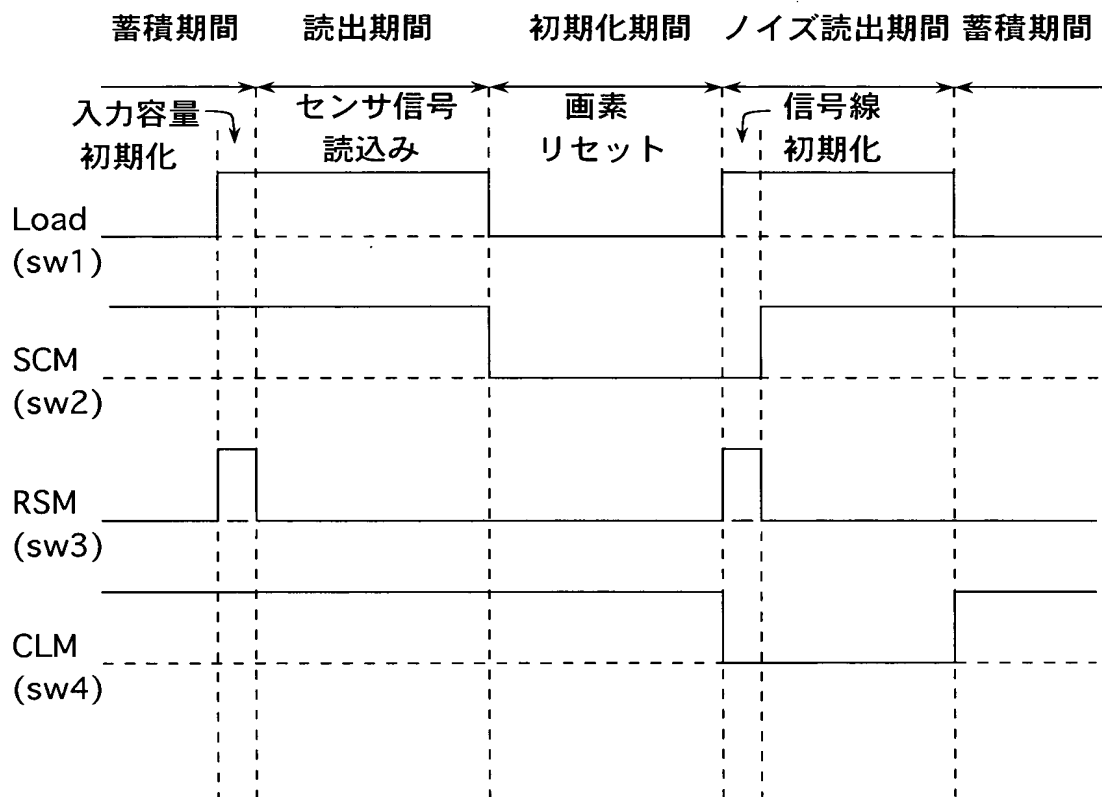 蓄積期間 読出期間 初期化期間 ノイズ読出期間 蓄積期間
入力容量
初期化
センサ信号
読込み
画素
リセット
信号線
初期化
Load
(sw1)
SCM
(sw2)
RSM
(sw3)
CLM
(sw4)